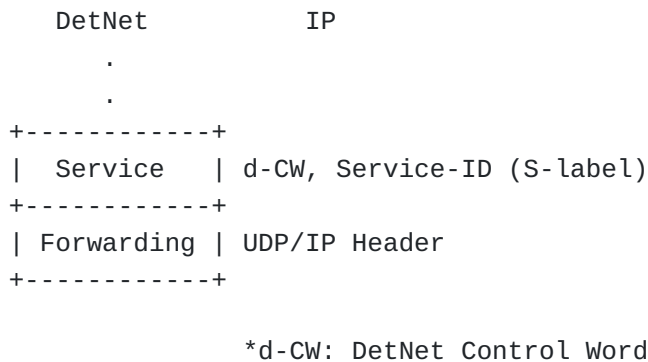 DetNet IP
.
.
+------------+
| Service | d-CW, Service-ID (S-label)
+------------+
| Forwarding | UDP/IP Header
+------------+
*d-CW: DetNet Control Word